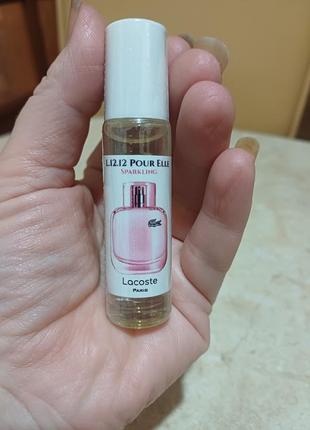 L.12.12 Pour Elle
Sparkling
Lacoste
Paris